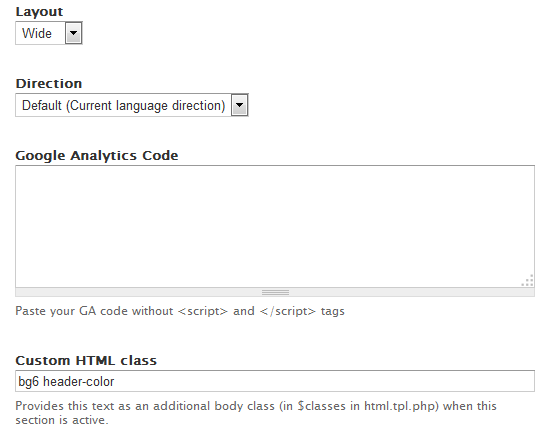 Layout
Wide
Direction
Default (Current language direction)
Google Analytics Code
Paste your GA code without <script> and </script> tags
Custom HTML class
bg6 header-color
Provides this text as an additional body class (in $classes in html.tpl.php) when this
section is active.